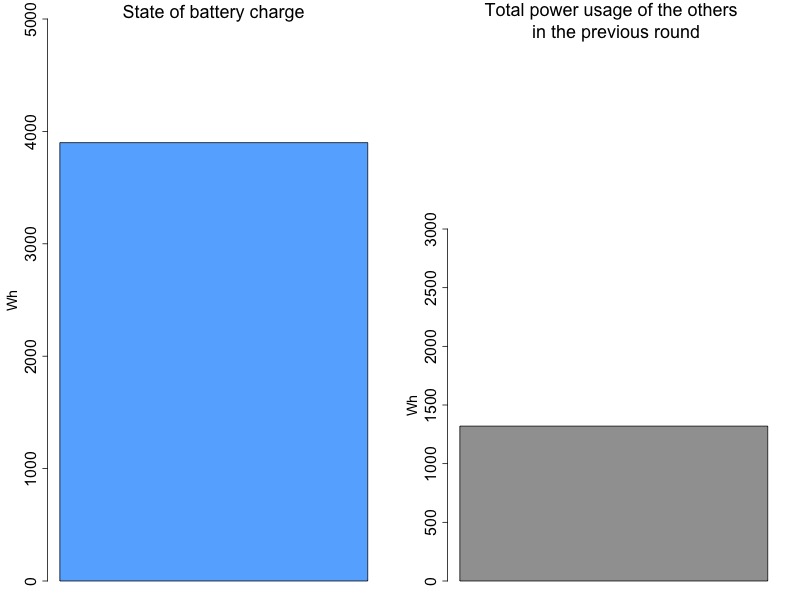 State of battery charge
Wh
5000
4000
3000
2000
1000
0
Total power usage of the others
in the previous round
Wh
3000
2500
2000
1500
1000
500
0